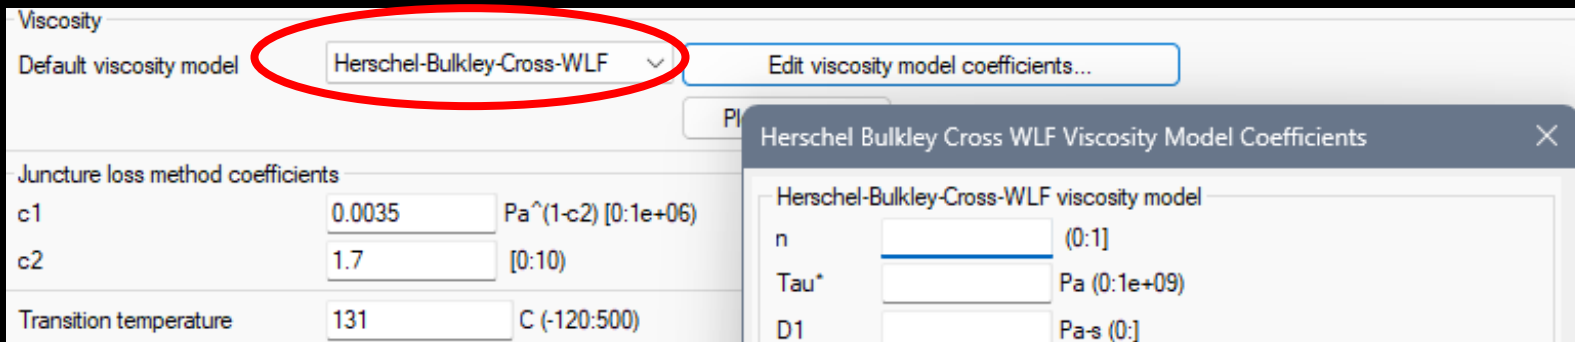 Viscosity
Default viscosity model Herschel-Bulkley-Cross-WLF Edit viscosity model coefficients...
Herschel Bulkley Cross WLF Viscosity Model Coefficients
Juncture loss method coefficients
Herschel-Bulkley-Cross-WLF viscosity model
c1 0.0035 Pa^(1-c2) [0:1e+06)
n (0:1]
c2 1.7 [0:10)
Tau* Pa (0:1e+09)
Transition temperature 131 C (-120:500)
D1 Pa-s (0:]